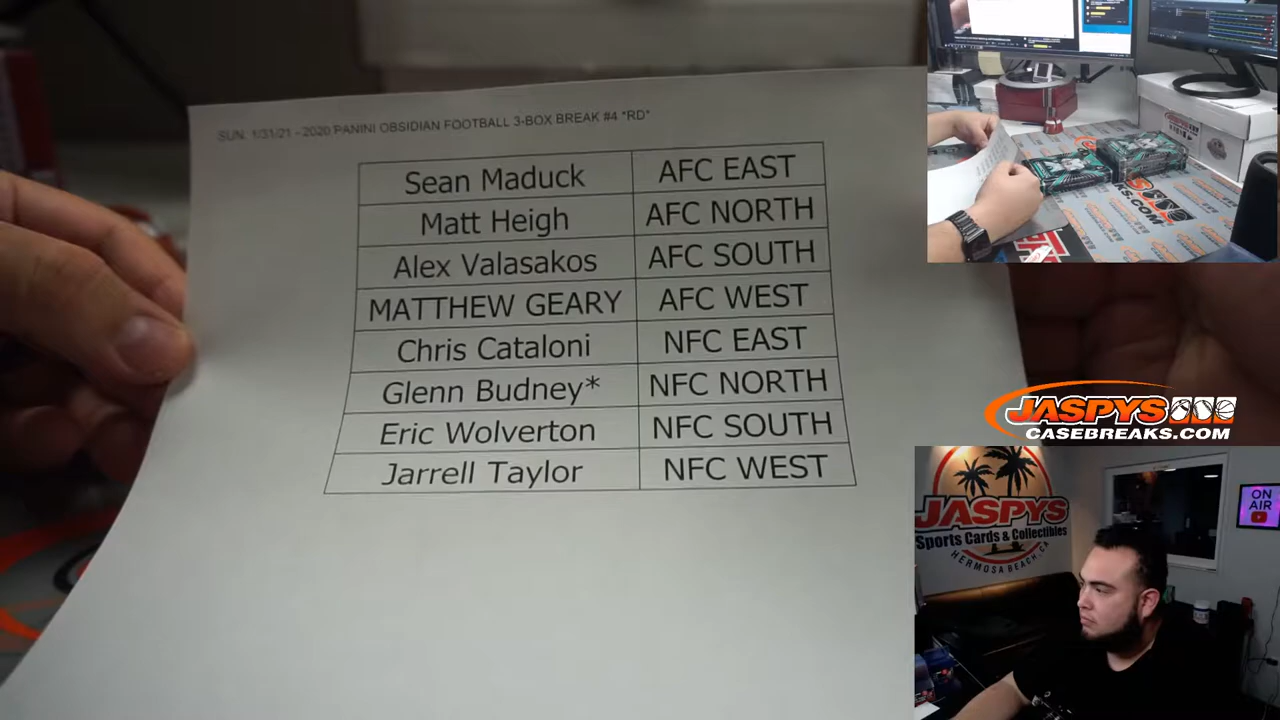 SUN. 1/31/21 - 2020 PANINI OBSIDIAN FOOTBALL 3-BOX BREAK #4 *RD*
Sean Maduck AFC EAST
Matt Heigh AFC NORTH
Alex Valasakos AFC SOUTH
MATTHEW GEARY AFC WEST
Chris Cataloni NFC EAST
Glenn Budney* NFC NORTH
Eric Wolverton NFC SOUTH
Jarrell Taylor NFC WEST
JASPYS
CASEBREAKS.COM
JASPYS
Sports Cards & Collectibles
HERMOSA BEACH, CA
ON
AIR